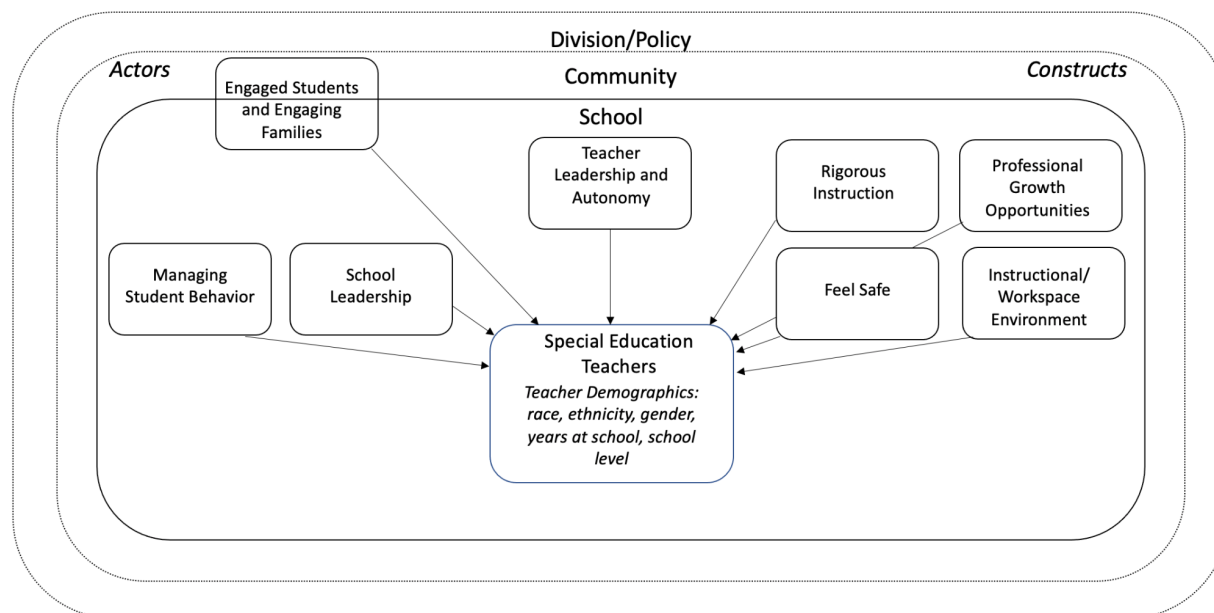 Division/Policy
Actors
Community
Constructs
Engaged Students
and Engaging
Families
School
Teacher
Leadership and
Autonomy
Rigorous
Instruction
Professional
Growth
Opportunities
Managing
Student Behavior
School
Leadership
Feel Safe
Instructional/
Workspace
Environment
Special Education
Teachers
Teacher Demographics:
race, ethnicity, gender,
years at school, school
level